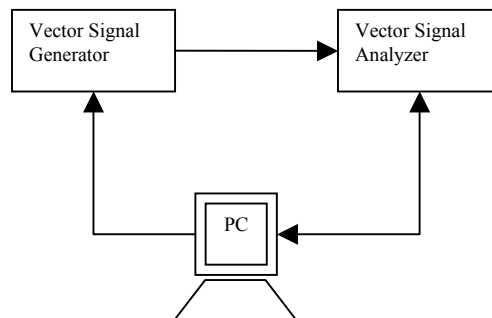 Vector Signal
Generator
Vector Signal
Analyzer
PC